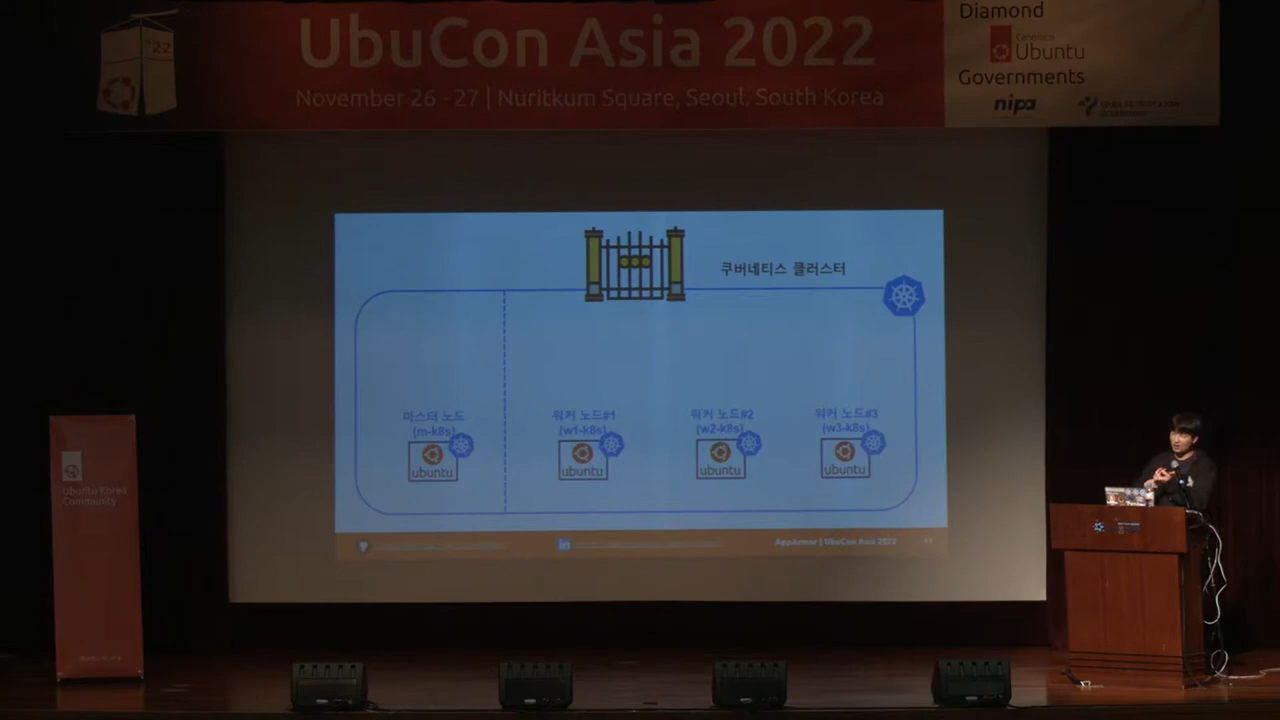 '22
UbuCon Asia 2022
November 26 - 27 | Nuritkum Square, Seoul, South Korea
Diamond
Canonical
Ubuntu
Governments
nipa
쿠버네티스 클러스터
마스터 노드
(m-k8s)
ubuntu
워커 노드#1
(w1-k8s)
ubuntu
워커 노드#2
(w2-k8s)
ubuntu
워커 노드#3
(w3-k8s)
ubuntu
in
AppArmor | UbuCon Asia 2022
Ubuntu Korea
Community